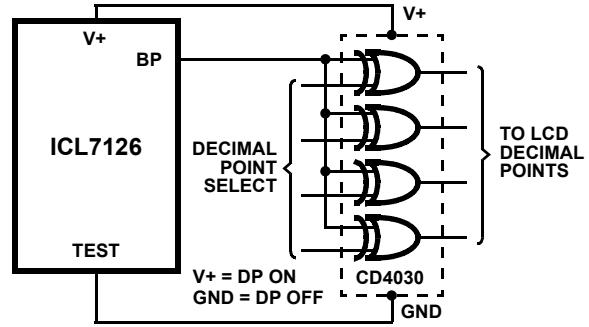 V+
V+
BP
ICL7126
DECIMAL
POINT
SELECT
TO LCD
DECIMAL
POINTS
TEST
V+ = DP ON
GND = DP OFF
CD4030
GND